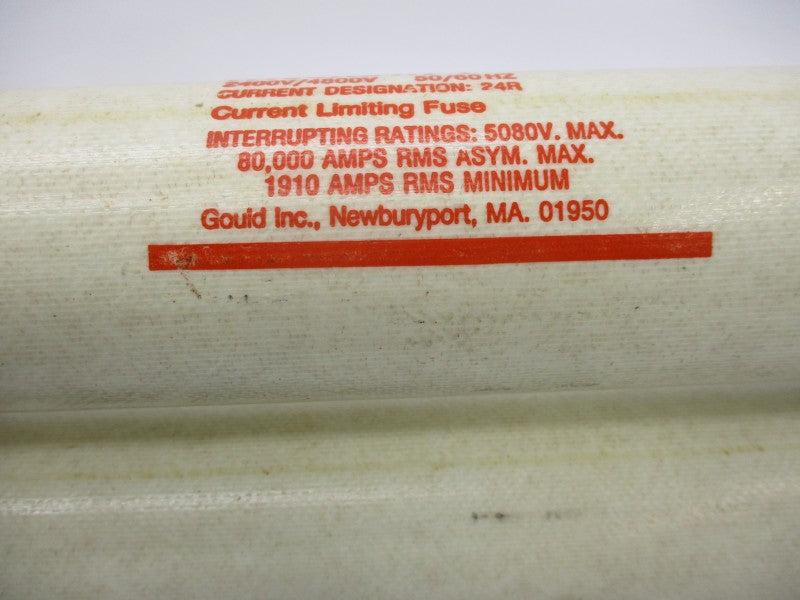 2400V/4800V 50/60 HZ
CURRENT DESIGNATION: 24R
Current Limiting Fuse
INTERRUPTING RATINGS: 5080V. MAX.
80,000 AMPS RMS ASYM. MAX.
1910 AMPS RMS MINIMUM
Gould Inc., Newburyport, MA. 01950